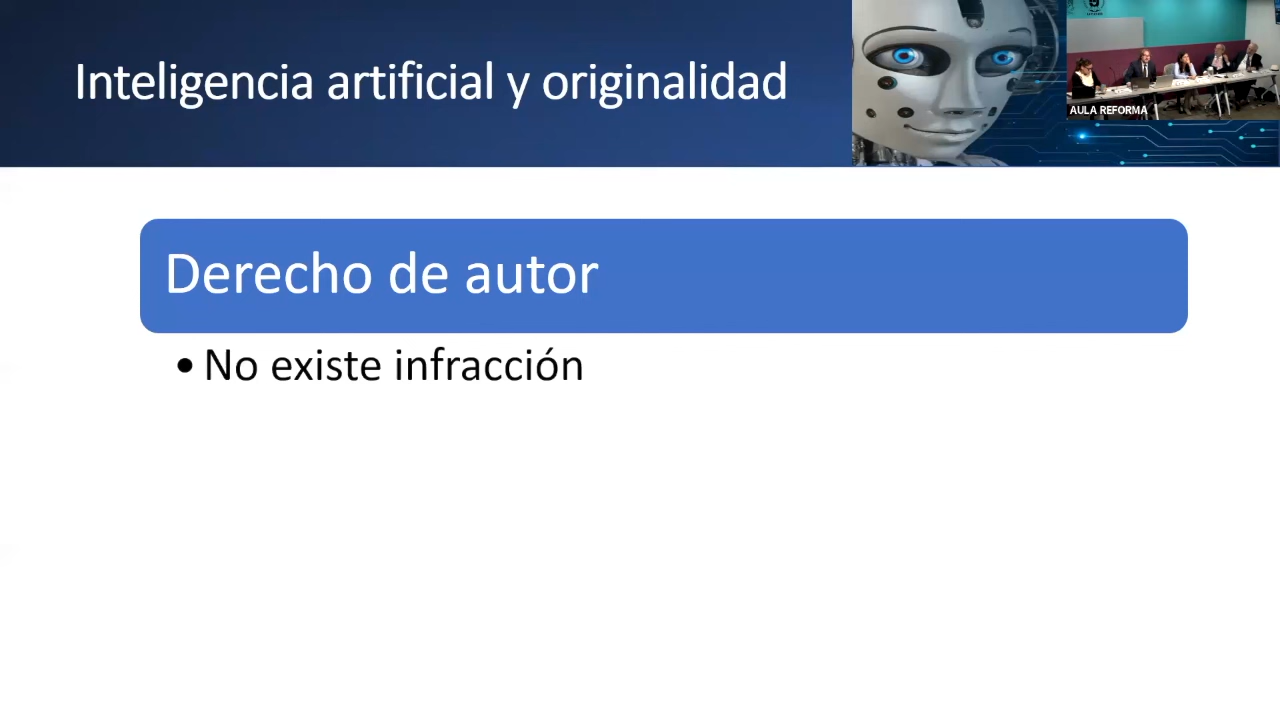 Inteligencia artificial y originalidad
AULA REFORMA
Derecho de autor
• No existe infracción